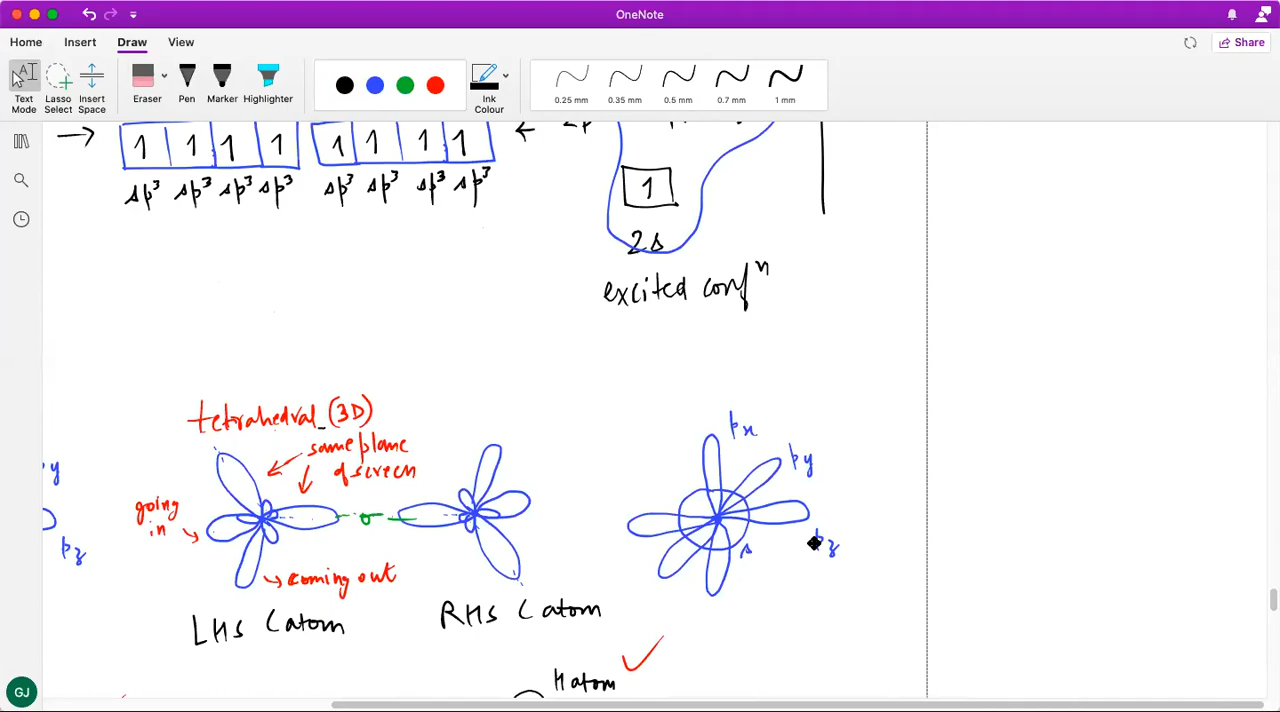 OneNote
Home Insert Draw View
Share
Text Mode
Lasso Select
Insert Space
Eraser
Pen
Marker
Highlighter
Ink Colour
0.25 mm
0.35 mm
0.5 mm
0.7 mm
1 mm
→ 1 1 1 1 1 1 1 1 ←
sp³ sp³ sp³ sp³ sp³ sp³ sp³ sp³
1
2s
excited confⁿ
tetrahedral (3D)
same plane
of screen
going
in
coming out
σ
LHS C atom
RHS C atom
px
py
pz
s
py
pz
H atom
GJ